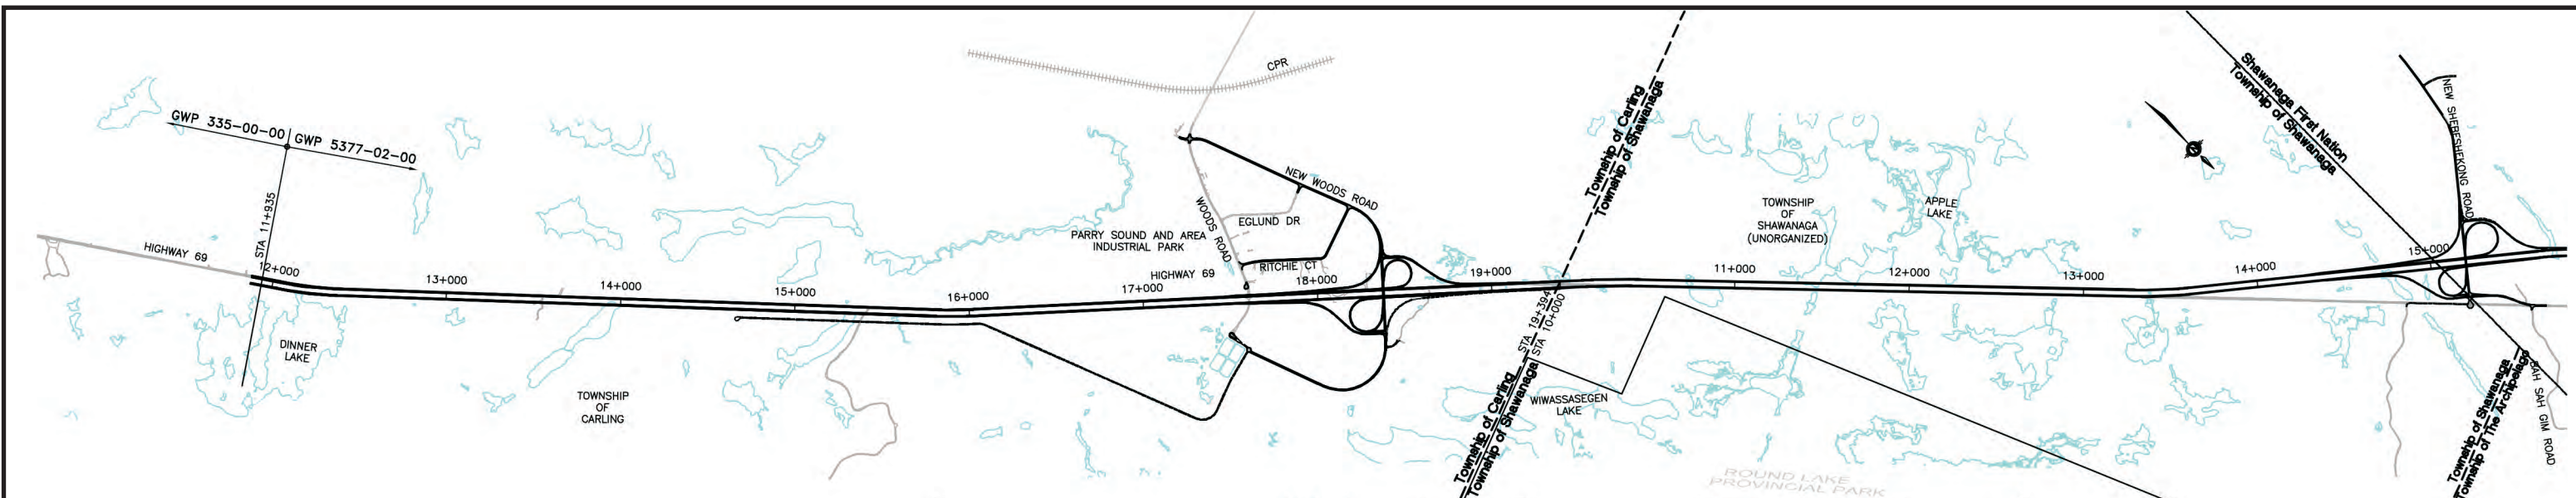 CPR
Township of Carling
Township of Shawanaga
Shawanaga First Nation
Township of Shawanaga
NEW SHEBESHEKONG ROAD
GWP 335-00-00
GWP 5377-02-00
STA 11+935
HIGHWAY 69
12+000
13+000
14+000
15+000
16+000
17+000
18+000
19+000
11+000
12+000
13+000
14+000
15+000
NEW WOODS ROAD
WOODS ROAD
EGLUND DR
PARRY SOUND AND AREA
INDUSTRIAL PARK
RITCHIE CT
HIGHWAY 69
TOWNSHIP
OF
SHAWANAGA
(UNORGANIZED)
APPLE
LAKE
DINNER
LAKE
TOWNSHIP
OF
CARLING
STA 19+394
STA 10+000
Township of Carling
Township of Shawanaga
WIWASSASEGEN
LAKE
ROUND LAKE
PROVINCIAL PARK
Township of Shawanaga
Township of The Archipelago
SAH SAH GIM ROAD